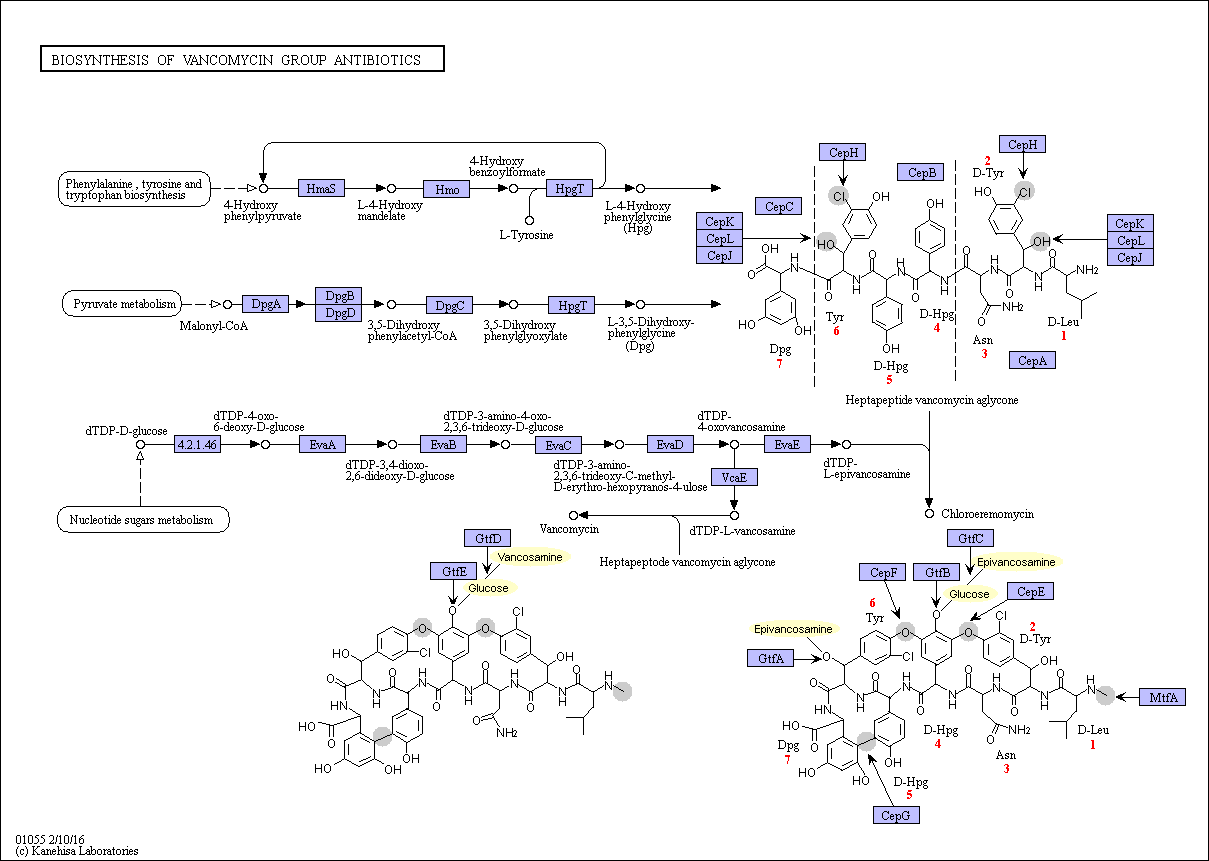 BIOSYNTHESIS OF VANCOMYCIN GROUP ANTIBIOTICS
Phenylalanine , tyrosine and
tryptophan biosynthesis
4-Hydroxy
phenylpyruvate
HmaS
L-4-Hydroxy
mandelate
Hmo
4-Hydroxy
benzoylformate
L-Tyrosine
HpgT
L-4-Hydroxy
phenylglycine
(Hpg)
Pyruvate metabolism
Malonyl-CoA
DpgA
DpgB
DpgD
3,5-Dihydroxy
phenylacetyl-CoA
DpgC
3,5-Dihydroxy
phenylglyoxylate
HpgT
L-3,5-Dihydroxy-
phenylglycine
(Dpg)
CepK
CepL
CepJ
CepC
CepH
CepB
CepH
2
D-Tyr
CepK
CepL
CepJ
Cl
OH
OH
HO
Cl
HO
OH
OH
O
H
N
O
N
H
O
H
N
O
N
H
O
H
N
O
N
H
O
NH2
HO
OH
OH
O
NH2
Dpg
7
Tyr
6
D-Hpg
5
D-Hpg
4
Asn
3
D-Leu
1
CepA
Heptapeptide vancomycin aglycone
dTDP-D-glucose
4.2.1.46
dTDP-4-oxo-
6-deoxy-D-glucose
EvaA
dTDP-3,4-dioxo-
2,6-dideoxy-D-glucose
EvaB
dTDP-3-amino-4-oxo-
2,3,6-trideoxy-D-glucose
EvaC
dTDP-3-amino-
2,3,6-trideoxy-C-methyl-
D-erythro-hexopyranos-4-ulose
EvaD
dTDP-
4-oxovancosamine
EvaE
dTDP-
L-epivancosamine
VcaE
Nucleotide sugars metabolism
Vancomycin
dTDP-L-vancosamine
Heptapeptode vancomycin aglycone
Chloroeremomycin
GtfD
Vancosamine
GtfE
Glucose
O
Cl
O
O
Cl
HO
OH
O
H
N
O
H
N
O
H
N
O
H
N
N
H
O
N
H
O
N
H
O
HN
HO
O
O
NH2
HO
OH
OH
GtfC
Epivancosamine
CepF
GtfB
Glucose
CepE
6
Tyr
2
D-Tyr
Epivancosamine
GtfA
O
O
O
O
Cl
Cl
OH
O
H
N
O
H
N
O
H
N
O
H
N
N
H
O
N
H
O
N
H
O
HN
HO
O
O
NH2
HO
HO
OH
MtfA
Dpg
7
D-Hpg
4
D-Leu
1
Asn
3
D-Hpg
5
CepG
01055 2/10/16
(c) Kanehisa Laboratories